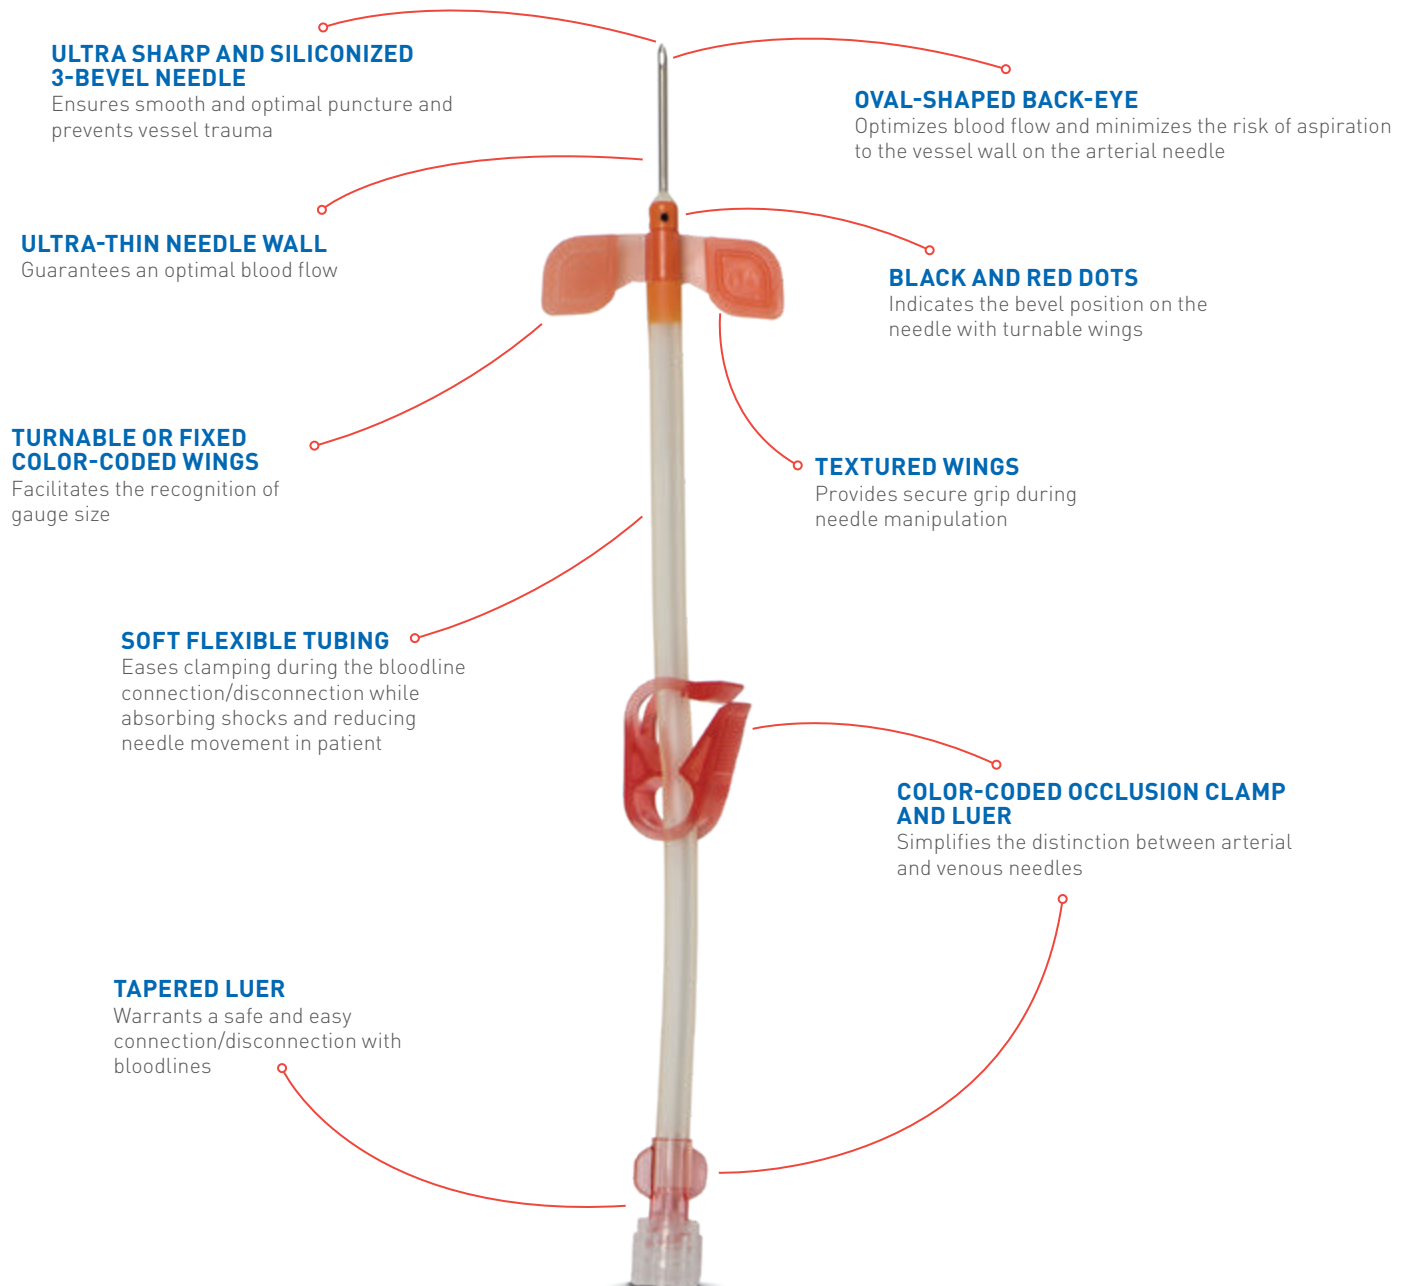 ULTRA SHARP AND SILICONIZED
3-BEVEL NEEDLE
Ensures smooth and optimal puncture and
prevents vessel trauma
OVAL-SHAPED BACK-EYE
Optimizes blood flow and minimizes the risk of aspiration
to the vessel wall on the arterial needle
ULTRA-THIN NEEDLE WALL
Guarantees an optimal blood flow
BLACK AND RED DOTS
Indicates the bevel position on the
needle with turnable wings
TURNABLE OR FIXED
COLOR-CODED WINGS
Facilitates the recognition of
gauge size
TEXTURED WINGS
Provides secure grip during
needle manipulation
SOFT FLEXIBLE TUBING
Eases clamping during the bloodline
connection/disconnection while
absorbing shocks and reducing
needle movement in patient
COLOR-CODED OCCLUSION CLAMP
AND LUER
Simplifies the distinction between arterial
and venous needles
TAPERED LUER
Warrants a safe and easy
connection/disconnection with
bloodlines